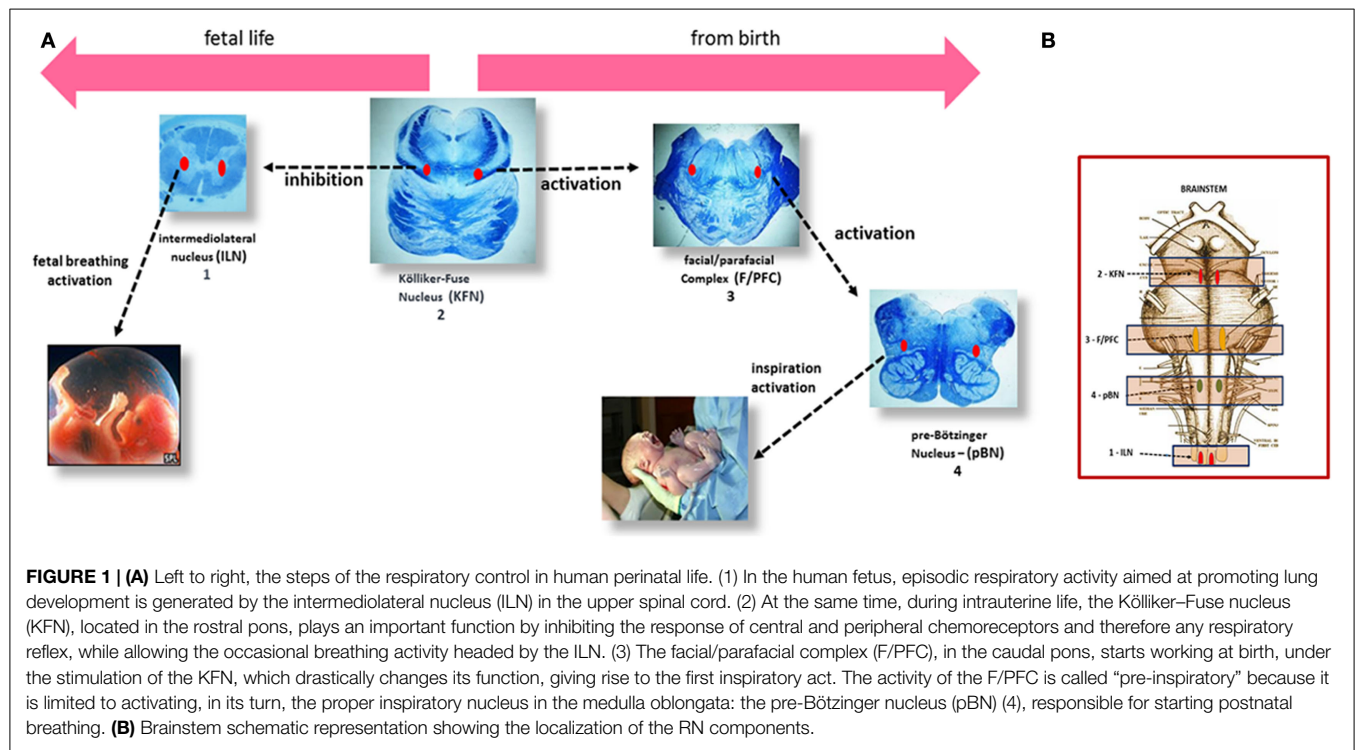 A
fetal life
from birth
B
inhibition
activation
intermediolateral
nucleus (ILN)
1
fetal breathing
activation
Kölliker-Fuse
Nucleus (KFN)
2
facial/parafacial
Complex (F/PFC)
3
activation
inspiration
activation
pre-Bötzinger
Nucleus – (pBN)
4
SPL
BRAINSTEM
OPTIC TRACT
2 - KFN
3 - F/PFC
4 - pBN
1 - ILN
FIGURE 1 | (A) Left to right, the steps of the respiratory control in human perinatal life. (1) In the human fetus, episodic respiratory activity aimed at promoting lung
development is generated by the intermediolateral nucleus (ILN) in the upper spinal cord. (2) At the same time, during intrauterine life, the Kölliker–Fuse nucleus
(KFN), located in the rostral pons, plays an important function by inhibiting the response of central and peripheral chemoreceptors and therefore any respiratory
reflex, while allowing the occasional breathing activity headed by the ILN. (3) The facial/parafacial complex (F/PFC), in the caudal pons, starts working at birth, under
the stimulation of the KFN, which drastically changes its function, giving rise to the first inspiratory act. The activity of the F/PFC is called “pre-inspiratory” because it
is limited to activating, in its turn, the proper inspiratory nucleus in the medulla oblongata: the pre-Bötzinger nucleus (pBN) (4), responsible for starting postnatal
breathing. (B) Brainstem schematic representation showing the localization of the RN components.